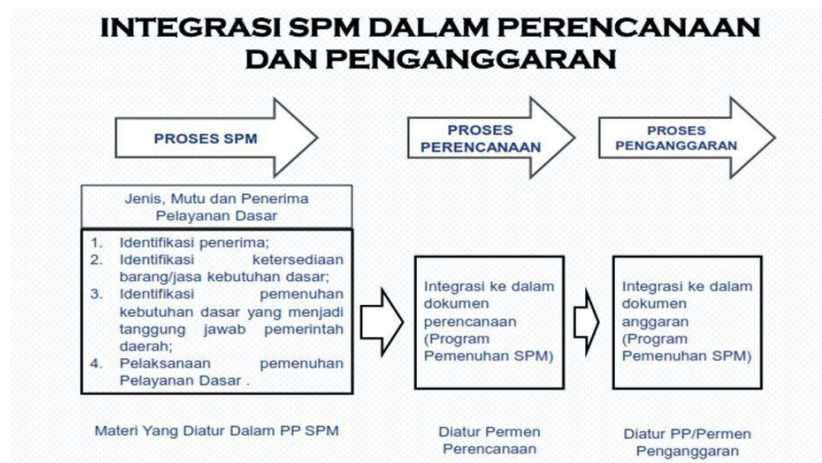 INTEGRASI SPM DALAM PERENCANAAN
DAN PENGANGGARAN
PROSES SPM
PROSES
PERENCANAAN
PROSES
PENGANGGARAN
Jenis, Mutu dan Penerima
Pelayanan Dasar
1. Identifikasi penerima;
2. Identifikasi ketersediaan
barang/jasa kebutuhan dasar;
3. Identifikasi pemenuhan
kebutuhan dasar yang menjadi
tanggung jawab pemerintah
daerah;
4. Pelaksanaan pemenuhan
Pelayanan Dasar .
Integrasi ke dalam
dokumen
perencanaan
(Program
Pemenuhan SPM)
Integrasi ke dalam
dokumen
anggaran
(Program
Pemenuhan SPM)
Materi Yang Diatur Dalam PP SPM
Diatur Permen
Perencanaan
Diatur PP/Permen
Penganggaran